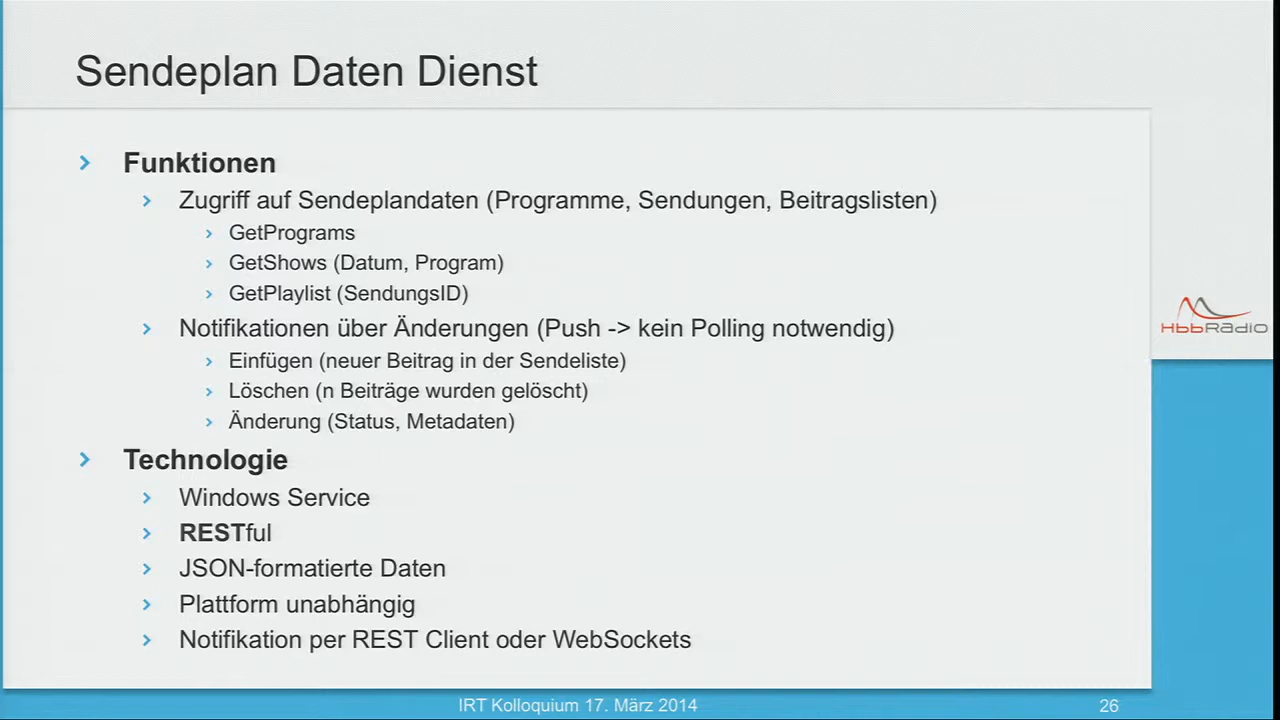 Sendeplan Daten Dienst
Funktionen
Zugriff auf Sendeplandaten (Programme, Sendungen, Beitragslisten)
GetPrograms
GetShows (Datum, Program)
GetPlaylist (SendungsID)
Notifikationen über Änderungen (Push -> kein Polling notwendig)
Einfügen (neuer Beitrag in der Sendeliste)
Löschen (n Beiträge wurden gelöscht)
Änderung (Status, Metadaten)
Technologie
Windows Service
RESTful
JSON-formatierte Daten
Plattform unabhängig
Notifikation per REST Client oder WebSockets
HbbRadio
IRT Kolloquium 17. März 2014
26